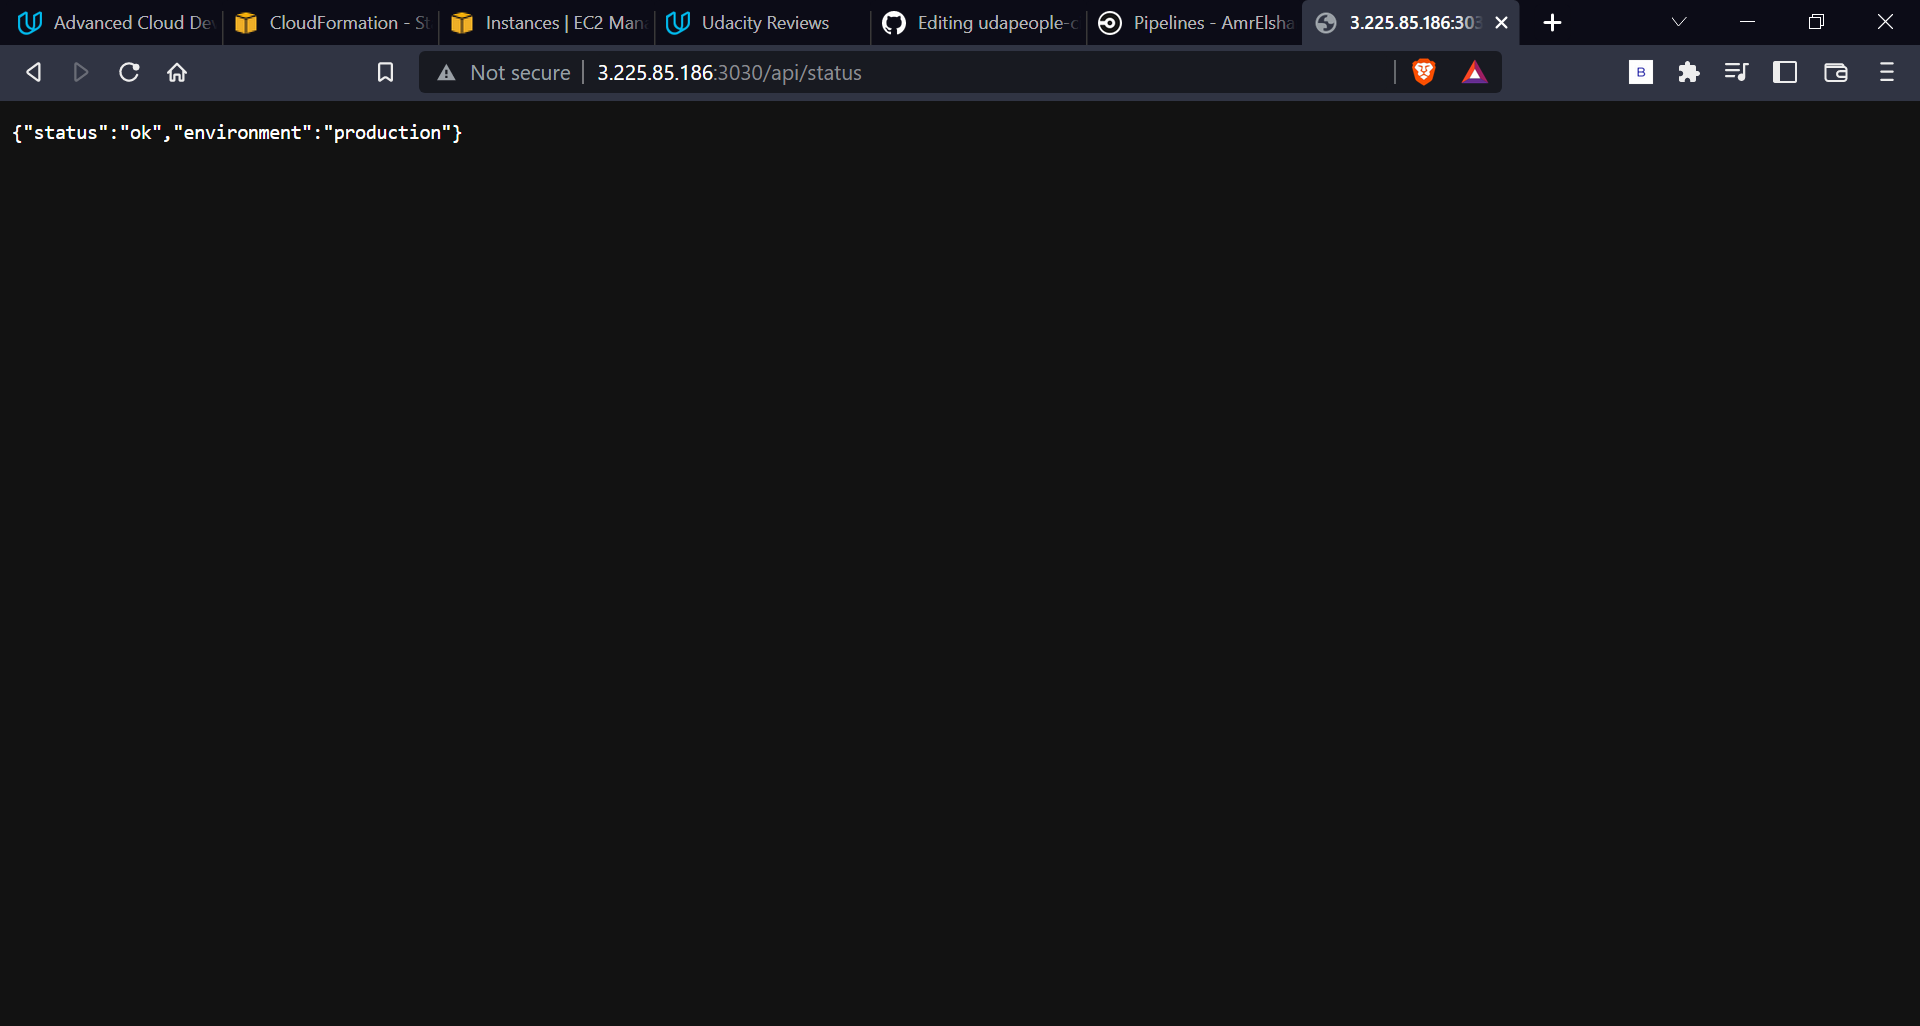 Advanced Cloud De
CloudFormation - St
Instances | EC2 Man
Udacity Reviews
Editing udapeople-c
Pipelines - AmrElsha
3.225.85.186:303
Not secure
3.225.85.186:3030/api/status
B
{"status":"ok","environment":"production"}